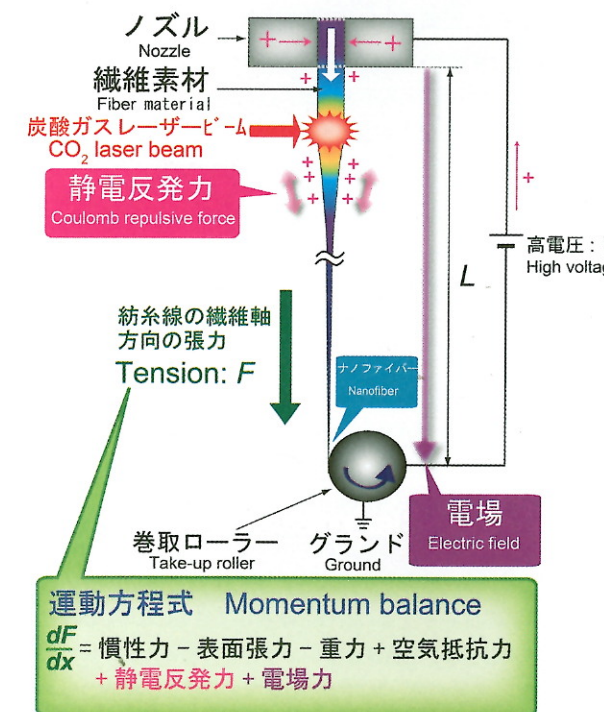 ノズル
Nozzle
繊維素材
Fiber material
炭酸ガスレーザービーム
CO₂ laser beam
静電反発力
Coulomb repulsive force
高電圧：
High voltag
L
紡糸線の繊維軸
方向の張力
Tension: F
ナノファイバー
Nanofiber
巻取ローラー
Take-up roller
グランド
Ground
電場
Electric field
運動方程式 Momentum balance
dF/dx = 慣性力 − 表面張力 − 重力 + 空気抵抗力
+ 静電反発力 + 電場力